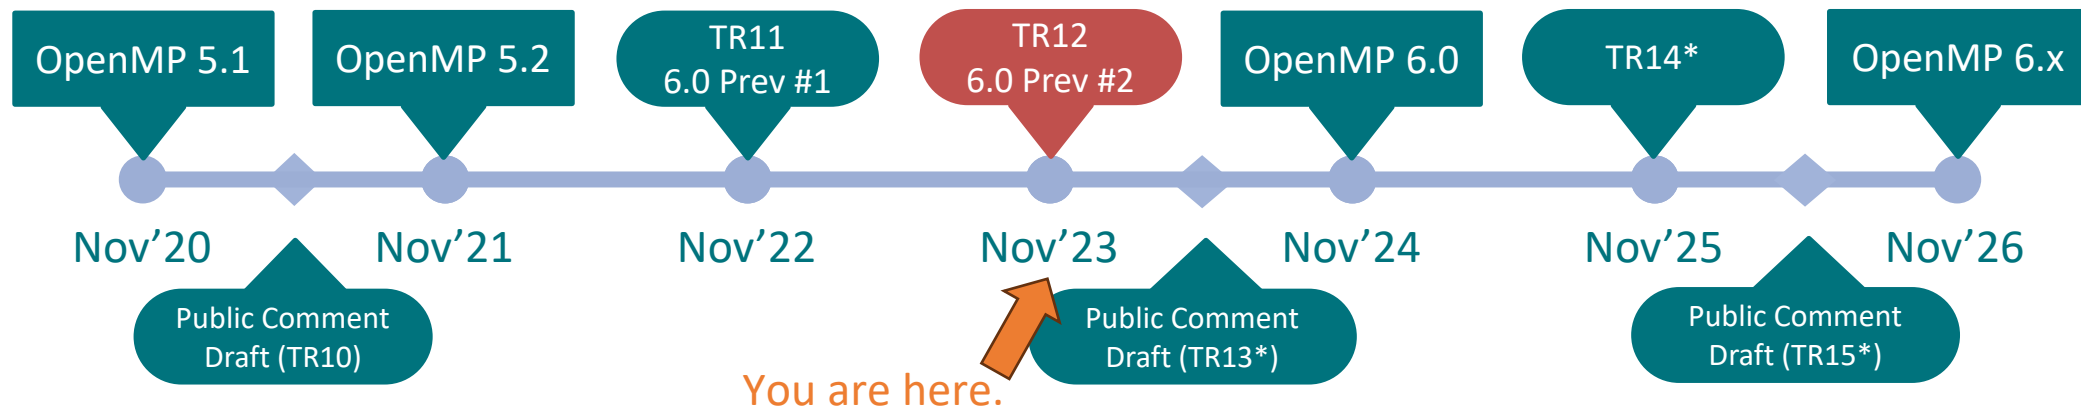 OpenMP 5.1
OpenMP 5.2
TR11
6.0 Prev #1
TR12
6.0 Prev #2
OpenMP 6.0
TR14*
OpenMP 6.x
Nov’20
Nov’21
Nov’22
Nov’23
Nov’24
Nov’25
Nov’26
Public Comment
Draft (TR10)
Public Comment
Draft (TR13*)
Public Comment
Draft (TR15*)
You are here.